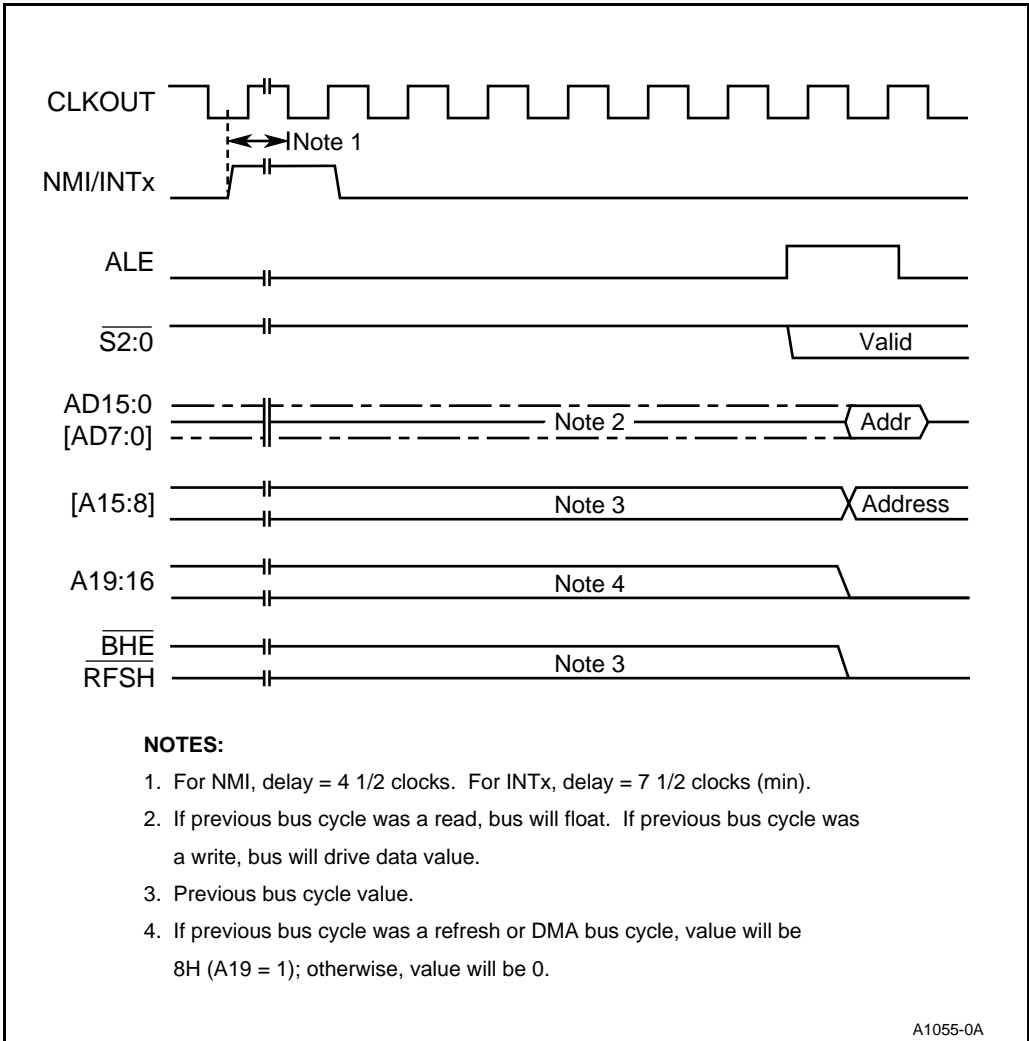 CLKOUT
Note 1
NMI/INTx
ALE
S2:0
Valid
AD15:0
[AD7:0]
Note 2
Addr
[A15:8]
Note 3
Address
A19:16
Note 4
BHE
RFSH
Note 3
NOTES:
1. For NMI, delay = 4 1/2 clocks. For INTx, delay = 7 1/2 clocks (min).
2. If previous bus cycle was a read, bus will float. If previous bus cycle was
a write, bus will drive data value.
3. Previous bus cycle value.
4. If previous bus cycle was a refresh or DMA bus cycle, value will be
8H (A19 = 1); otherwise, value will be 0.
A1055-0A